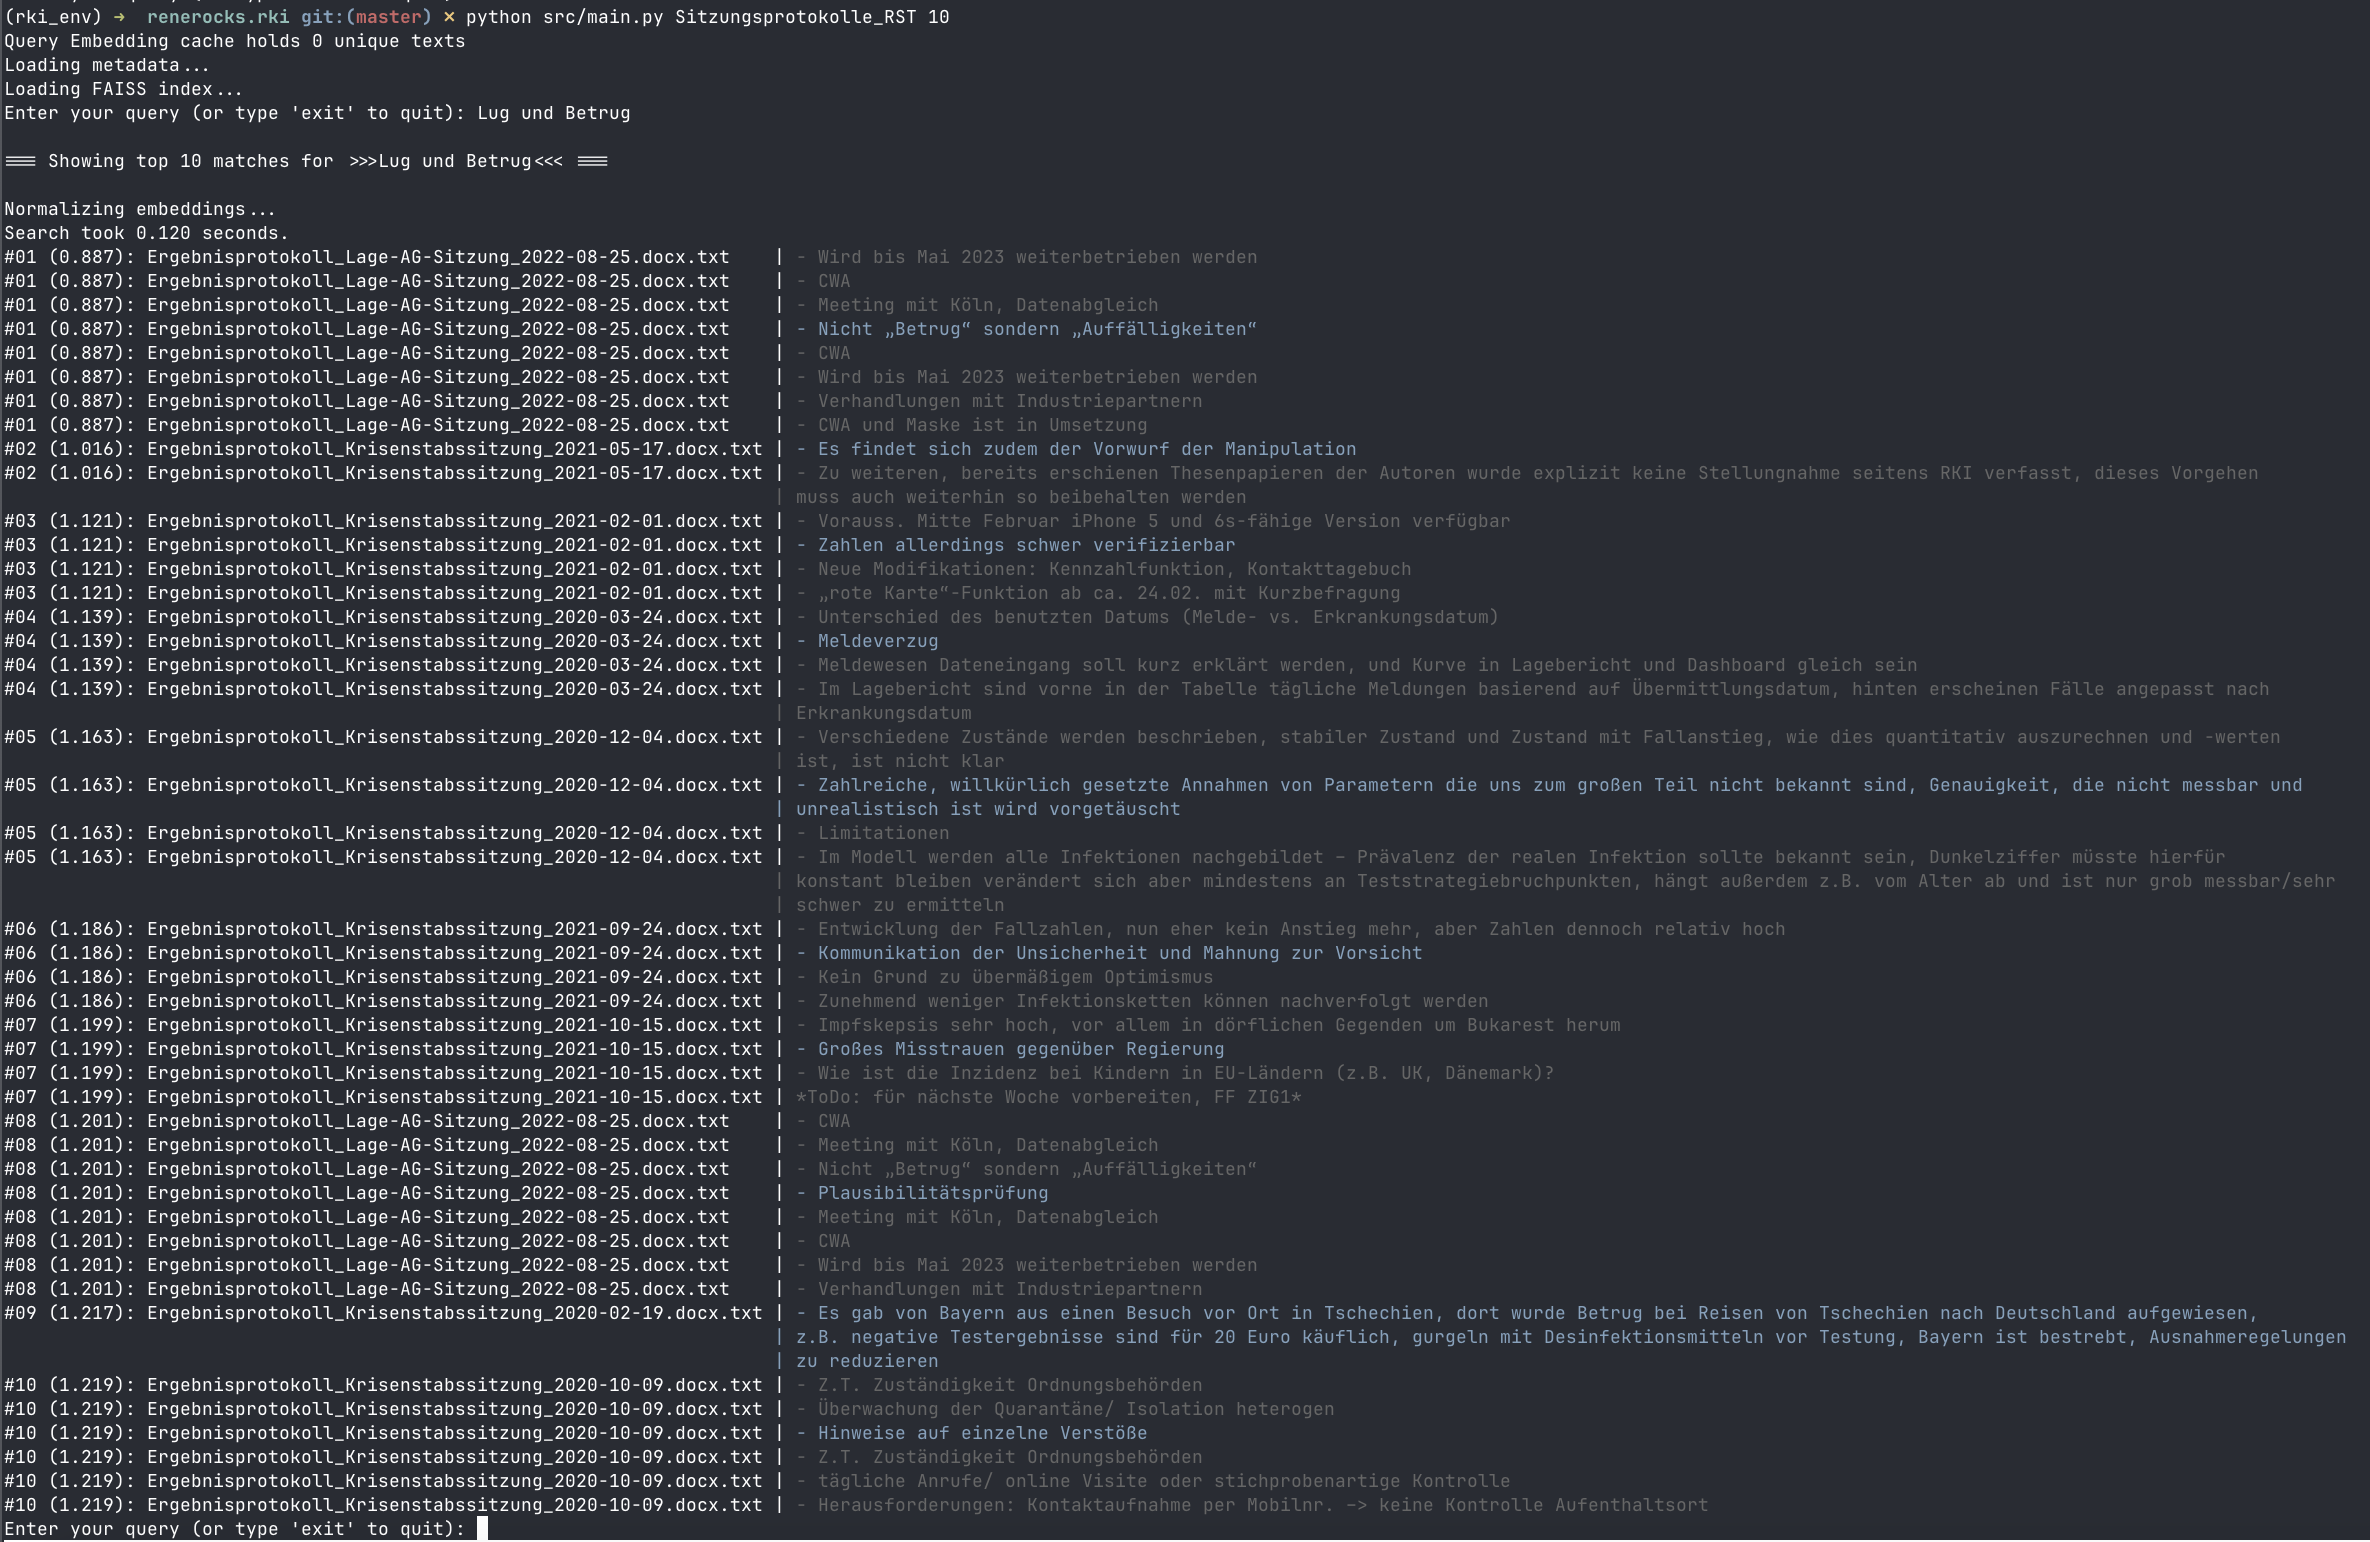 (rki_env) → renerocks.rki git:(master) × python src/main.py Sitzungsprotokolle_RST 10
Query Embedding cache holds 0 unique texts
Loading metadata...
Loading FAISS index...
Enter your query (or type 'exit' to quit): Lug und Betrug
=== Showing top 10 matches for >>>Lug und Betrug<<< ===
Normalizing embeddings...
Search took 0.120 seconds.
#01 (0.887): Ergebnisprotokoll_Lage-AG-Sitzung_2022-08-25.docx.txt | - Wird bis Mai 2023 weiterbetrieben werden
#01 (0.887): Ergebnisprotokoll_Lage-AG-Sitzung_2022-08-25.docx.txt | - CWA
#01 (0.887): Ergebnisprotokoll_Lage-AG-Sitzung_2022-08-25.docx.txt | - Meeting mit Köln, Datenabgleich
#01 (0.887): Ergebnisprotokoll_Lage-AG-Sitzung_2022-08-25.docx.txt | - Nicht „Betrug“ sondern „Auffälligkeiten“
#01 (0.887): Ergebnisprotokoll_Lage-AG-Sitzung_2022-08-25.docx.txt | - CWA
#01 (0.887): Ergebnisprotokoll_Lage-AG-Sitzung_2022-08-25.docx.txt | - Wird bis Mai 2023 weiterbetrieben werden
#01 (0.887): Ergebnisprotokoll_Lage-AG-Sitzung_2022-08-25.docx.txt | - Verhandlungen mit Industriepartnern
#01 (0.887): Ergebnisprotokoll_Lage-AG-Sitzung_2022-08-25.docx.txt | - CWA und Maske ist in Umsetzung
#02 (1.016): Ergebnisprotokoll_Krisenstabssitzung_2021-05-17.docx.txt | - Es findet sich zudem der Vorwurf der Manipulation
#02 (1.016): Ergebnisprotokoll_Krisenstabssitzung_2021-05-17.docx.txt | - Zu weiteren, bereits erschienen Thesenpapieren der Autoren wurde explizit keine Stellungnahme seitens RKI verfasst, dieses Vorgehen
| muss auch weiterhin so beibehalten werden
#03 (1.121): Ergebnisprotokoll_Krisenstabssitzung_2021-02-01.docx.txt | - Vorauss. Mitte Februar iPhone 5 und 6s-fähige Version verfügbar
#03 (1.121): Ergebnisprotokoll_Krisenstabssitzung_2021-02-01.docx.txt | - Zahlen allerdings schwer verifizierbar
#03 (1.121): Ergebnisprotokoll_Krisenstabssitzung_2021-02-01.docx.txt | - Neue Modifikationen: Kennzahlfunktion, Kontakttagebuch
#03 (1.121): Ergebnisprotokoll_Krisenstabssitzung_2021-02-01.docx.txt | - „rote Karte“-Funktion ab ca. 24.02. mit Kurzbefragung
#04 (1.139): Ergebnisprotokoll_Krisenstabssitzung_2020-03-24.docx.txt | - Unterschied des benutzten Datums (Melde- vs. Erkrankungsdatum)
#04 (1.139): Ergebnisprotokoll_Krisenstabssitzung_2020-03-24.docx.txt | - Meldeverzug
#04 (1.139): Ergebnisprotokoll_Krisenstabssitzung_2020-03-24.docx.txt | - Meldewesen Dateneingang soll kurz erklärt werden, und Kurve in Lagebericht und Dashboard gleich sein
#04 (1.139): Ergebnisprotokoll_Krisenstabssitzung_2020-03-24.docx.txt | - Im Lagebericht sind vorne in der Tabelle tägliche Meldungen basierend auf Übermittlungsdatum, hinten erscheinen Fälle angepasst nach
| Erkrankungsdatum
#05 (1.163): Ergebnisprotokoll_Krisenstabssitzung_2020-12-04.docx.txt | - Verschiedene Zustände werden beschrieben, stabiler Zustand und Zustand mit Fallanstieg, wie dies quantitativ auszurechnen und -werten
| ist, ist nicht klar
#05 (1.163): Ergebnisprotokoll_Krisenstabssitzung_2020-12-04.docx.txt | - Zahlreiche, willkürlich gesetzte Annahmen von Parametern die uns zum großen Teil nicht bekannt sind, Genauigkeit, die nicht messbar und
| unrealistisch ist wird vorgetäuscht
#05 (1.163): Ergebnisprotokoll_Krisenstabssitzung_2020-12-04.docx.txt | - Limitationen
#05 (1.163): Ergebnisprotokoll_Krisenstabssitzung_2020-12-04.docx.txt | - Im Modell werden alle Infektionen nachgebildet – Prävalenz der realen Infektion sollte bekannt sein, Dunkelziffer müsste hierfür
| konstant bleiben verändert sich aber mindestens an Teststrategiebruchpunkten, hängt außerdem z.B. vom Alter ab und ist nur grob messbar/sehr
| schwer zu ermitteln
#06 (1.186): Ergebnisprotokoll_Krisenstabssitzung_2021-09-24.docx.txt | - Entwicklung der Fallzahlen, nun eher kein Anstieg mehr, aber Zahlen dennoch relativ hoch
#06 (1.186): Ergebnisprotokoll_Krisenstabssitzung_2021-09-24.docx.txt | - Kommunikation der Unsicherheit und Mahnung zur Vorsicht
#06 (1.186): Ergebnisprotokoll_Krisenstabssitzung_2021-09-24.docx.txt | - Kein Grund zu übermäßigem Optimismus
#06 (1.186): Ergebnisprotokoll_Krisenstabssitzung_2021-09-24.docx.txt | - Zunehmend weniger Infektionsketten können nachverfolgt werden
#07 (1.199): Ergebnisprotokoll_Krisenstabssitzung_2021-10-15.docx.txt | - Impfskepsis sehr hoch, vor allem in dörflichen Gegenden um Bukarest herum
#07 (1.199): Ergebnisprotokoll_Krisenstabssitzung_2021-10-15.docx.txt | - Großes Misstrauen gegenüber Regierung
#07 (1.199): Ergebnisprotokoll_Krisenstabssitzung_2021-10-15.docx.txt | - Wie ist die Inzidenz bei Kindern in EU-Ländern (z.B. UK, Dänemark)?
#07 (1.199): Ergebnisprotokoll_Krisenstabssitzung_2021-10-15.docx.txt | *ToDo: für nächste Woche vorbereiten, FF ZIG1*
#08 (1.201): Ergebnisprotokoll_Lage-AG-Sitzung_2022-08-25.docx.txt | - CWA
#08 (1.201): Ergebnisprotokoll_Lage-AG-Sitzung_2022-08-25.docx.txt | - Meeting mit Köln, Datenabgleich
#08 (1.201): Ergebnisprotokoll_Lage-AG-Sitzung_2022-08-25.docx.txt | - Nicht „Betrug“ sondern „Auffälligkeiten“
#08 (1.201): Ergebnisprotokoll_Lage-AG-Sitzung_2022-08-25.docx.txt | - Plausibilitätsprüfung
#08 (1.201): Ergebnisprotokoll_Lage-AG-Sitzung_2022-08-25.docx.txt | - Meeting mit Köln, Datenabgleich
#08 (1.201): Ergebnisprotokoll_Lage-AG-Sitzung_2022-08-25.docx.txt | - CWA
#08 (1.201): Ergebnisprotokoll_Lage-AG-Sitzung_2022-08-25.docx.txt | - Wird bis Mai 2023 weiterbetrieben werden
#08 (1.201): Ergebnisprotokoll_Lage-AG-Sitzung_2022-08-25.docx.txt | - Verhandlungen mit Industriepartnern
#09 (1.217): Ergebnisprotokoll_Krisenstabssitzung_2020-02-19.docx.txt | - Es gab von Bayern aus einen Besuch vor Ort in Tschechien, dort wurde Betrug bei Reisen von Tschechien nach Deutschland aufgewiesen,
| z.B. negative Testergebnisse sind für 20 Euro käuflich, gurgeln mit Desinfektionsmitteln vor Testung, Bayern ist bestrebt, Ausnahmeregelungen
| zu reduzieren
#10 (1.219): Ergebnisprotokoll_Krisenstabssitzung_2020-10-09.docx.txt | - Z.T. Zuständigkeit Ordnungsbehörden
#10 (1.219): Ergebnisprotokoll_Krisenstabssitzung_2020-10-09.docx.txt | - Überwachung der Quarantäne/ Isolation heterogen
#10 (1.219): Ergebnisprotokoll_Krisenstabssitzung_2020-10-09.docx.txt | - Hinweise auf einzelne Verstöße
#10 (1.219): Ergebnisprotokoll_Krisenstabssitzung_2020-10-09.docx.txt | - Z.T. Zuständigkeit Ordnungsbehörden
#10 (1.219): Ergebnisprotokoll_Krisenstabssitzung_2020-10-09.docx.txt | - tägliche Anrufe/ online Visite oder stichprobenartige Kontrolle
#10 (1.219): Ergebnisprotokoll_Krisenstabssitzung_2020-10-09.docx.txt | - Herausforderungen: Kontaktaufnahme per Mobilnr. –> keine Kontrolle Aufenthaltsort
Enter your query (or type 'exit' to quit):